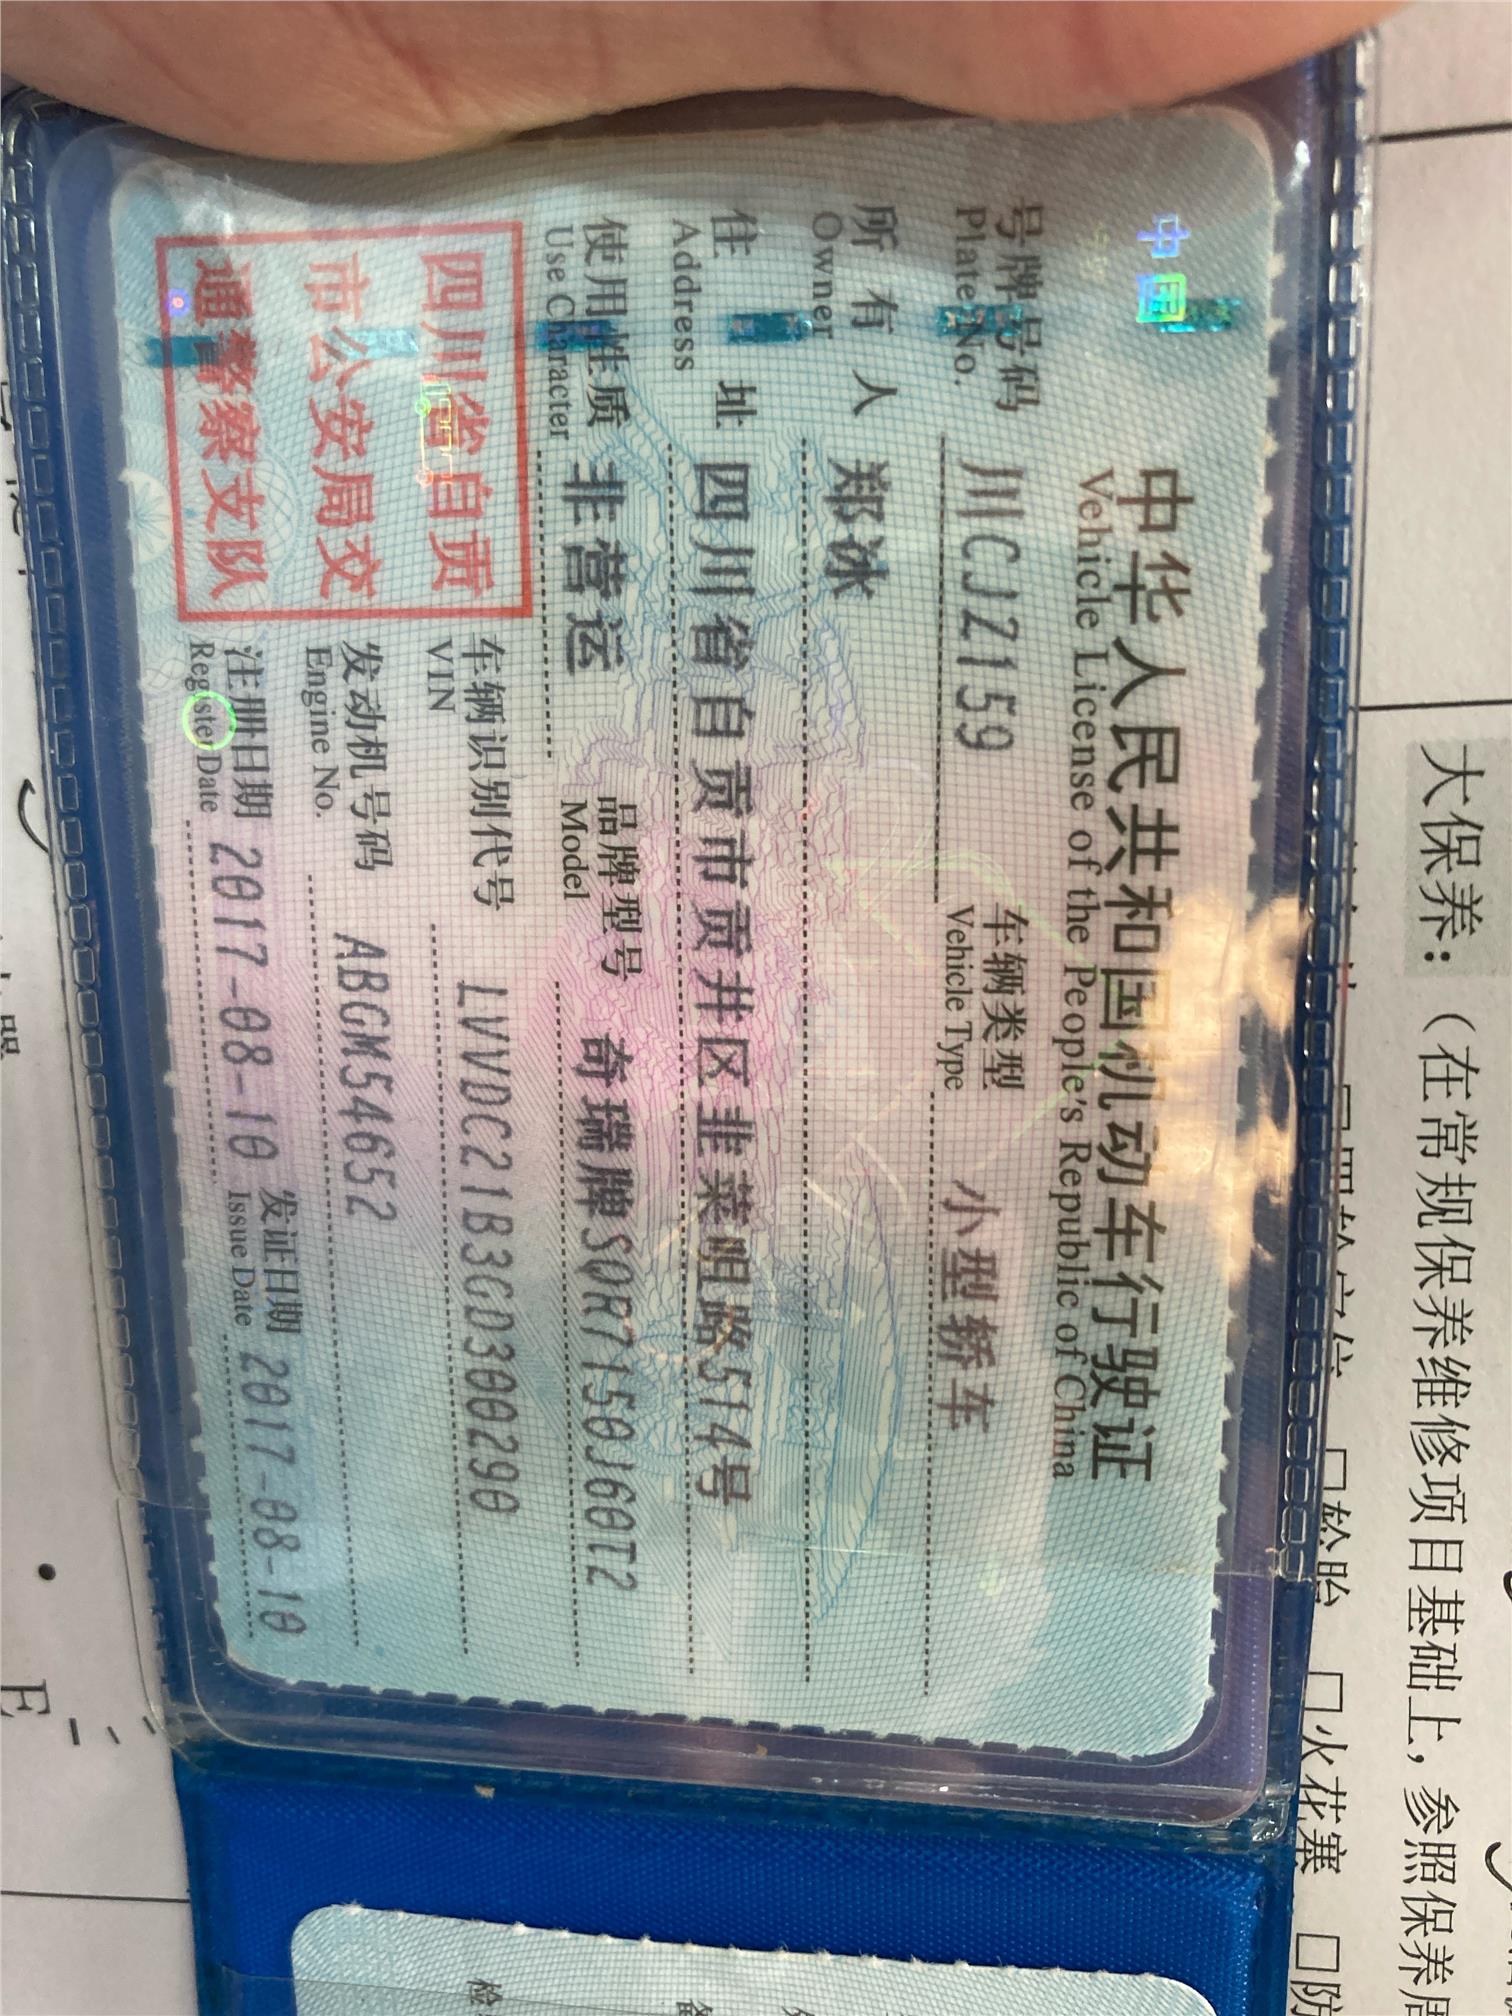 中国
中华人民共和国机动车行驶证
Vehicle License of the People's Republic of China
号牌号码 川CJZ159 车辆类型 小型轿车
Plate No. Vehicle Type
所有人 郑冰
Owner
住址 四川省自贡市贡井区韭菜咀路514号
Address
使用性质 非营运 品牌型号 奇瑞牌SQR7150J60T2
Use Character Model
四川省自贡
市公安局交
通警察支队
车辆识别代号 LVVDC21B3GD300290
VIN
发动机号码 ABGM54652
Engine No.
注册日期 2017-08-10 发证日期 2017-08-10
Register Date Issue Date
大保养：（在常规保养维修项目基础上，参照保养
□轮胎 □火花塞 □防
检
E